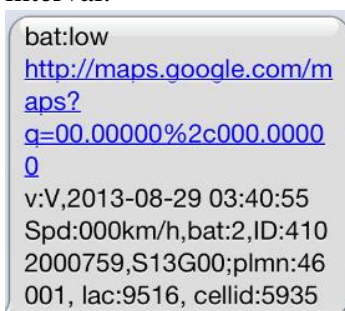 bat:low
http://maps.google.com/m
aps?
q=00.00000%2c000.0000
0
v:V,2013-08-29 03:40:55
Spd:000km/h,bat:2,ID:410
2000759,S13G00;plmn:46
001, lac:9516, cellid:5935